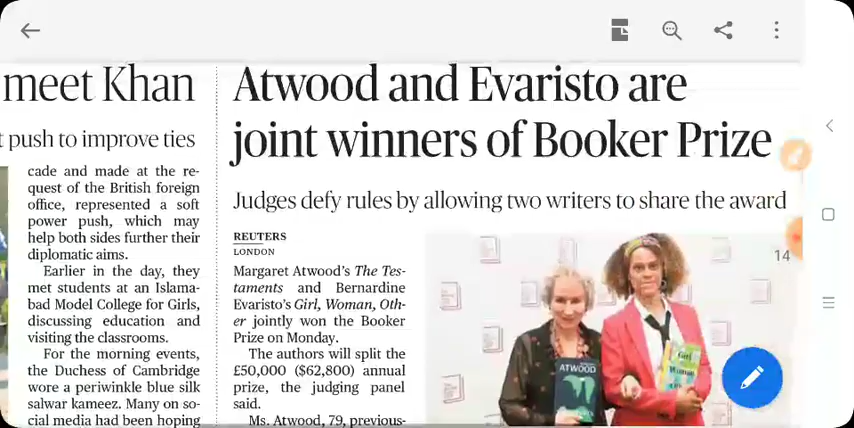 meet Khan
t push to improve ties
cade and made at the re-
quest of the British foreign
office, represented a soft
power push, which may
help both sides further their
diplomatic aims.
Earlier in the day, they
met students at an Islama-
bad Model College for Girls,
discussing education and
visiting the classrooms.
For the morning events,
the Duchess of Cambridge
wore a periwinkle blue silk
salwar kameez. Many on so-
cial media had been hoping
Atwood and Evaristo are
joint winners of Booker Prize
Judges defy rules by allowing two writers to share the award
REUTERS
LONDON
Margaret Atwood's The Tes-
taments and Bernardine
Evaristo's Girl, Woman, Oth-
er jointly won the Booker
Prize on Monday.
The authors will split the
£50,000 ($62,800) annual
prize, the judging panel
said.
Ms. Atwood, 79, previous-
14
ATWOOD
Girl
Woman